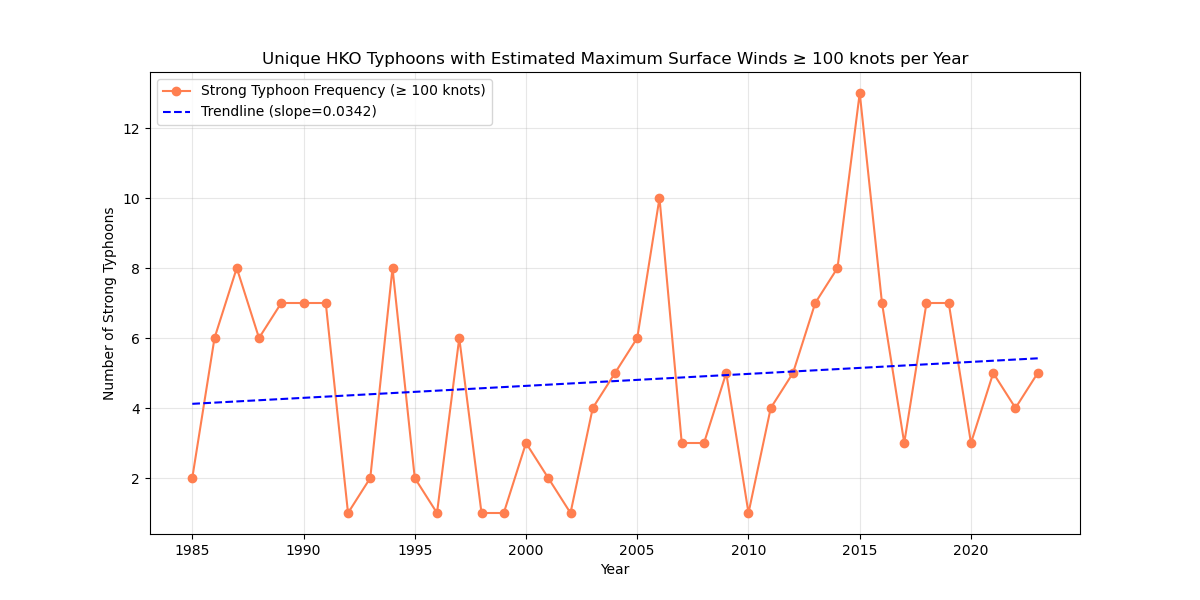 Unique HKO Typhoons with Estimated Maximum Surface Winds ≥ 100 knots per Year
Strong Typhoon Frequency (≥ 100 knots)
Trendline (slope=0.0342)
Number of Strong Typhoons
12
10
8
6
4
2
1985 1990 1995 2000 2005 2010 2015 2020
Year